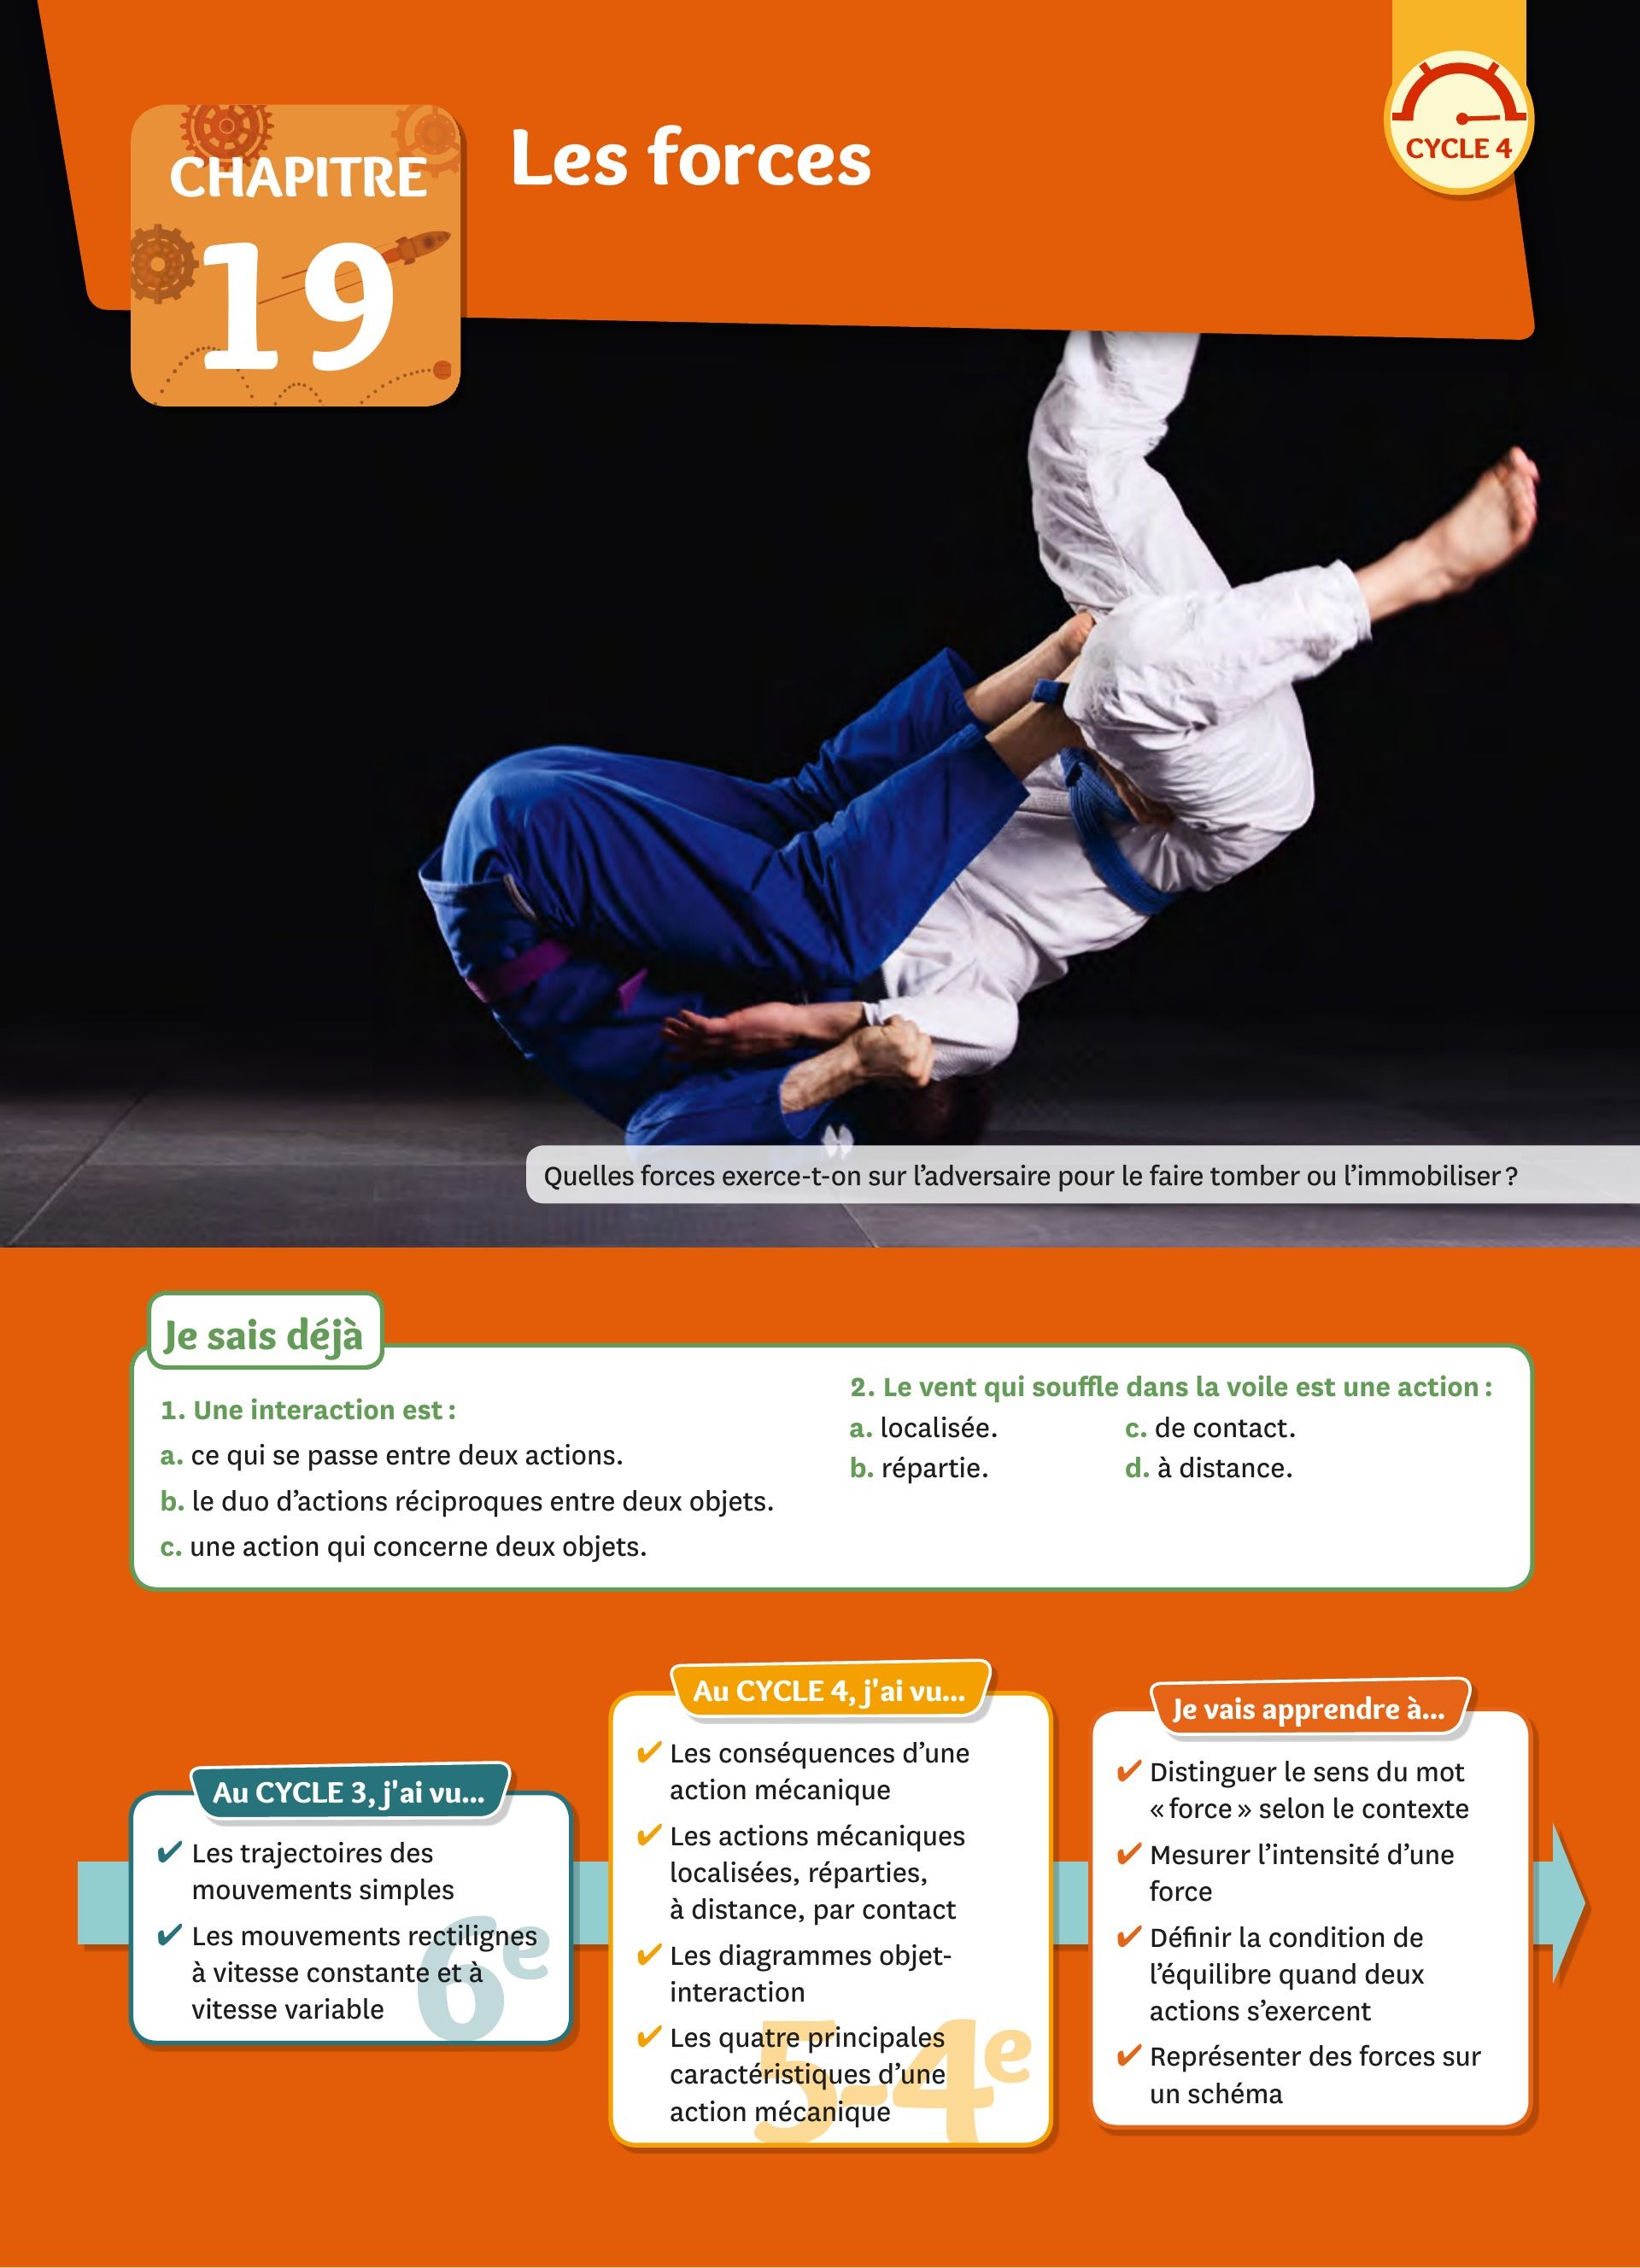 CHAPITRE
19
Les forces
CYCLE 4
Quelles forces exerce-t-on sur l’adversaire pour le faire tomber ou l’immobiliser ?
Je sais déjà
1. Une interaction est :
a. ce qui se passe entre deux actions.
b. le duo d’actions réciproques entre deux objets.
c. une action qui concerne deux objets.
2. Le vent qui souffle dans la voile est une action :
a. localisée.
b. répartie.
c. de contact.
d. à distance.
Au CYCLE 3, j'ai vu...
✔ Les trajectoires des
mouvements simples
✔ Les mouvements rectilignes
à vitesse constante et à
vitesse variable
6e
Au CYCLE 4, j'ai vu...
✔ Les conséquences d’une
action mécanique
✔ Les actions mécaniques
localisées, réparties,
à distance, par contact
✔ Les diagrammes objet-
interaction
✔ Les quatre principales
caractéristiques d’une
action mécanique
5-4e
Je vais apprendre à...
✔ Distinguer le sens du mot
« force » selon le contexte
✔ Mesurer l’intensité d’une
force
✔ Définir la condition de
l’équilibre quand deux
actions s’exercent
✔ Représenter des forces sur
un schéma